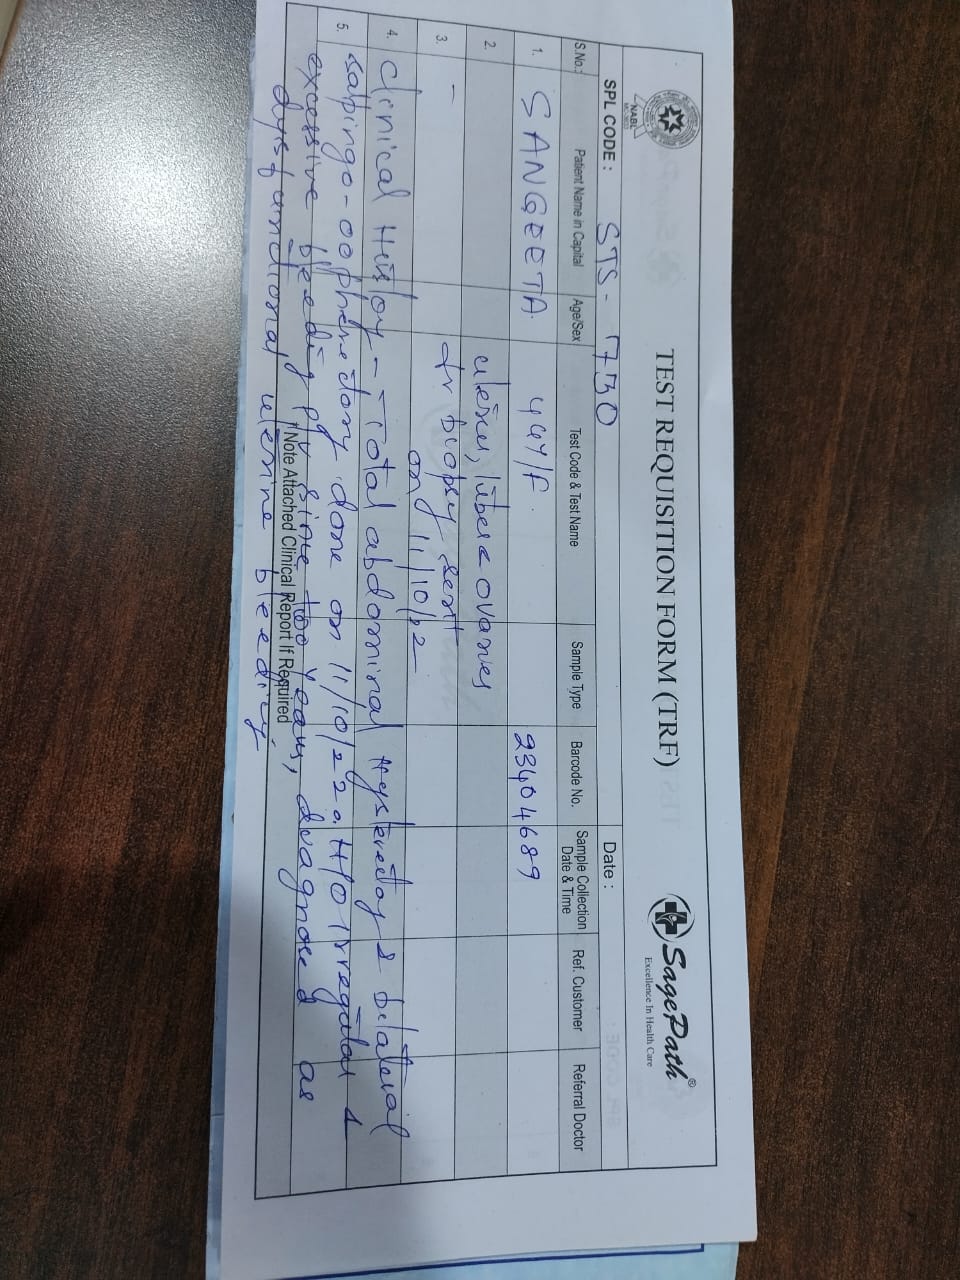 NABL
TEST REQUISITION FORM (TRF)
SagePath®
Excellence In Health Care
SPL CODE : STS - 1730
Date :
S.No.: Patient Name in Capital Age/Sex Test Code & Test Name Sample Type Barcode No. Sample Collection Date & Time Ref. Customer Referral Doctor
1. SANGEETA 44Y/F. 23404689
2. uterus, tubes & ovaries
3. - for biopsy sent
on 11/10/22
4. Clinical History - Total abdominal Hysterectomy & bilateral
5. salpingo-oophorectomy done on 11/10/22. H/O irregular &
excessive bleeding p/v since two years, diagnosed as
* Note Attached Clinical Report If Required
dysfunctional uterine bleeding.